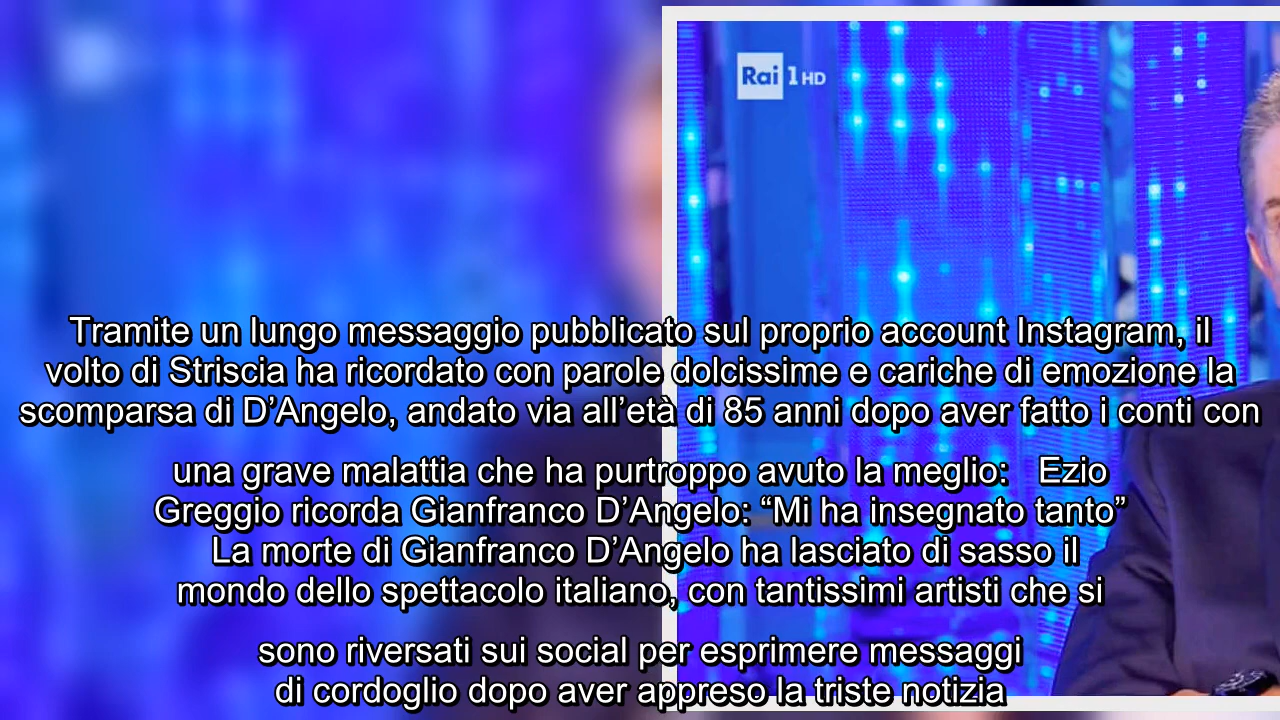 Rai 1 HD
Tramite un lungo messaggio pubblicato sul proprio account Instagram, il
volto di Striscia ha ricordato con parole dolcissime e cariche di emozione la
scomparsa di D’Angelo, andato via all’età di 85 anni dopo aver fatto i conti con
una grave malattia che ha purtroppo avuto la meglio:   Ezio
Greggio ricorda Gianfranco D’Angelo: “Mi ha insegnato tanto”
La morte di Gianfranco D’Angelo ha lasciato di sasso il
mondo dello spettacolo italiano, con tantissimi artisti che si
sono riversati sui social per esprimere messaggi
di cordoglio dopo aver appreso la triste notizia